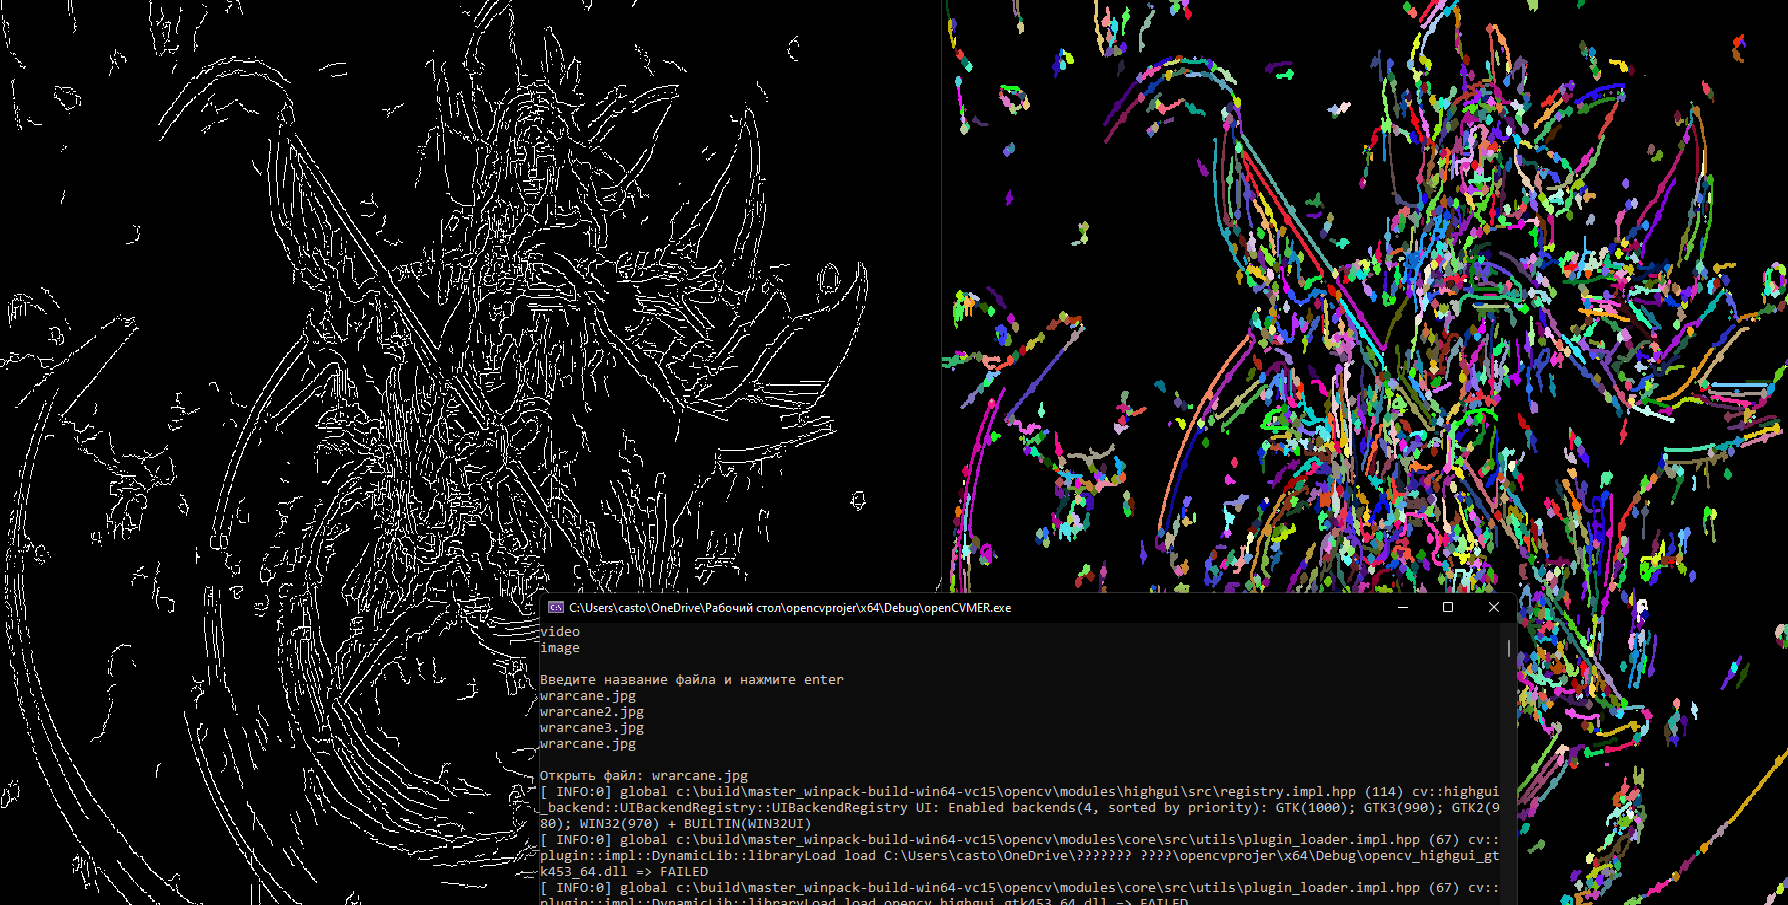 C:\Users\casto\OneDrive\Рабочий стол\opencvprojer\x64\Debug\openCVMER.exe
video
image
Введите название файла и нажмите enter
wrarcane.jpg
wrarcane2.jpg
wrarcane3.jpg
wrarcane.jpg
Открыть файл: wrarcane.jpg
[ INFO:0] global c:\build\master_winpack-build-win64-vc15\opencv\modules\highgui\src\registry.impl.hpp (114) cv::highgui
_backend::UIBackendRegistry::UIBackendRegistry UI: Enabled backends(4, sorted by priority): GTK(1000); GTK3(990); GTK2(9
80); WIN32(970) + BUILTIN(WIN32UI)
[ INFO:0] global c:\build\master_winpack-build-win64-vc15\opencv\modules\core\src\utils\plugin_loader.impl.hpp (67) cv::
plugin::impl::DynamicLib::libraryLoad load C:\Users\casto\OneDrive\??????? ????\opencvprojer\x64\Debug\opencv_highgui_gt
k453_64.dll => FAILED
[ INFO:0] global c:\build\master_winpack-build-win64-vc15\opencv\modules\core\src\utils\plugin_loader.impl.hpp (67) cv::
plugin::impl::DynamicLib::libraryLoad load opencv_highgui_gtk453_64.dll => FAILED